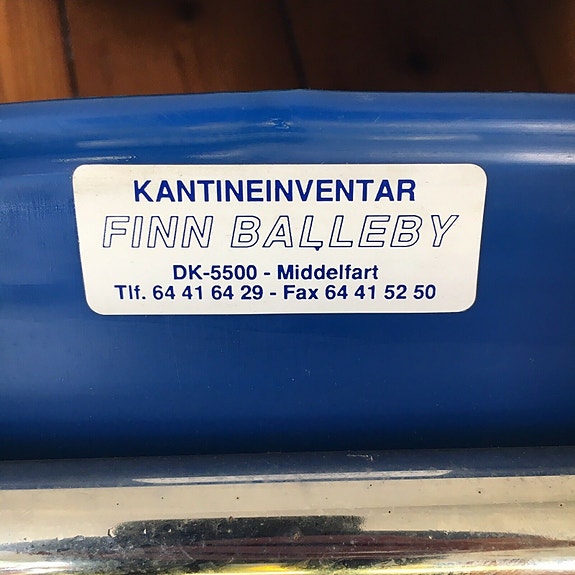 KANTINEINVENTAR
FINN BALLEBY
DK-5500 - Middelfart
Tlf. 64 41 64 29 - Fax 64 41 52 50